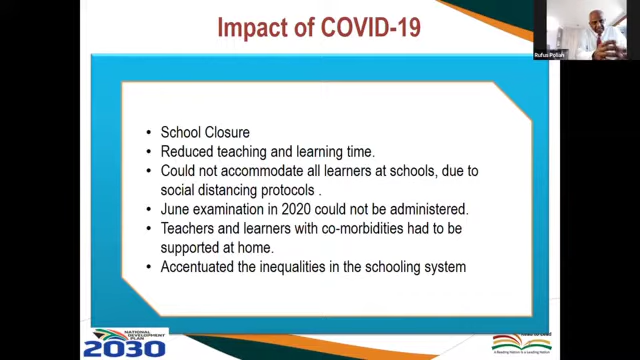 Impact of COVID-19
Rufus Poliah
• School Closure
• Reduced teaching and learning time.
• Could not accommodate all learners at schools, due to
social distancing protocols .
• June examination in 2020 could not be administered.
• Teachers and learners with co-morbidities had to be
supported at home.
• Accentuated the inequalities in the schooling system
NATIONAL
DEVELOPMENT
PLAN
2030
A Reading Nation is a Leading Nation